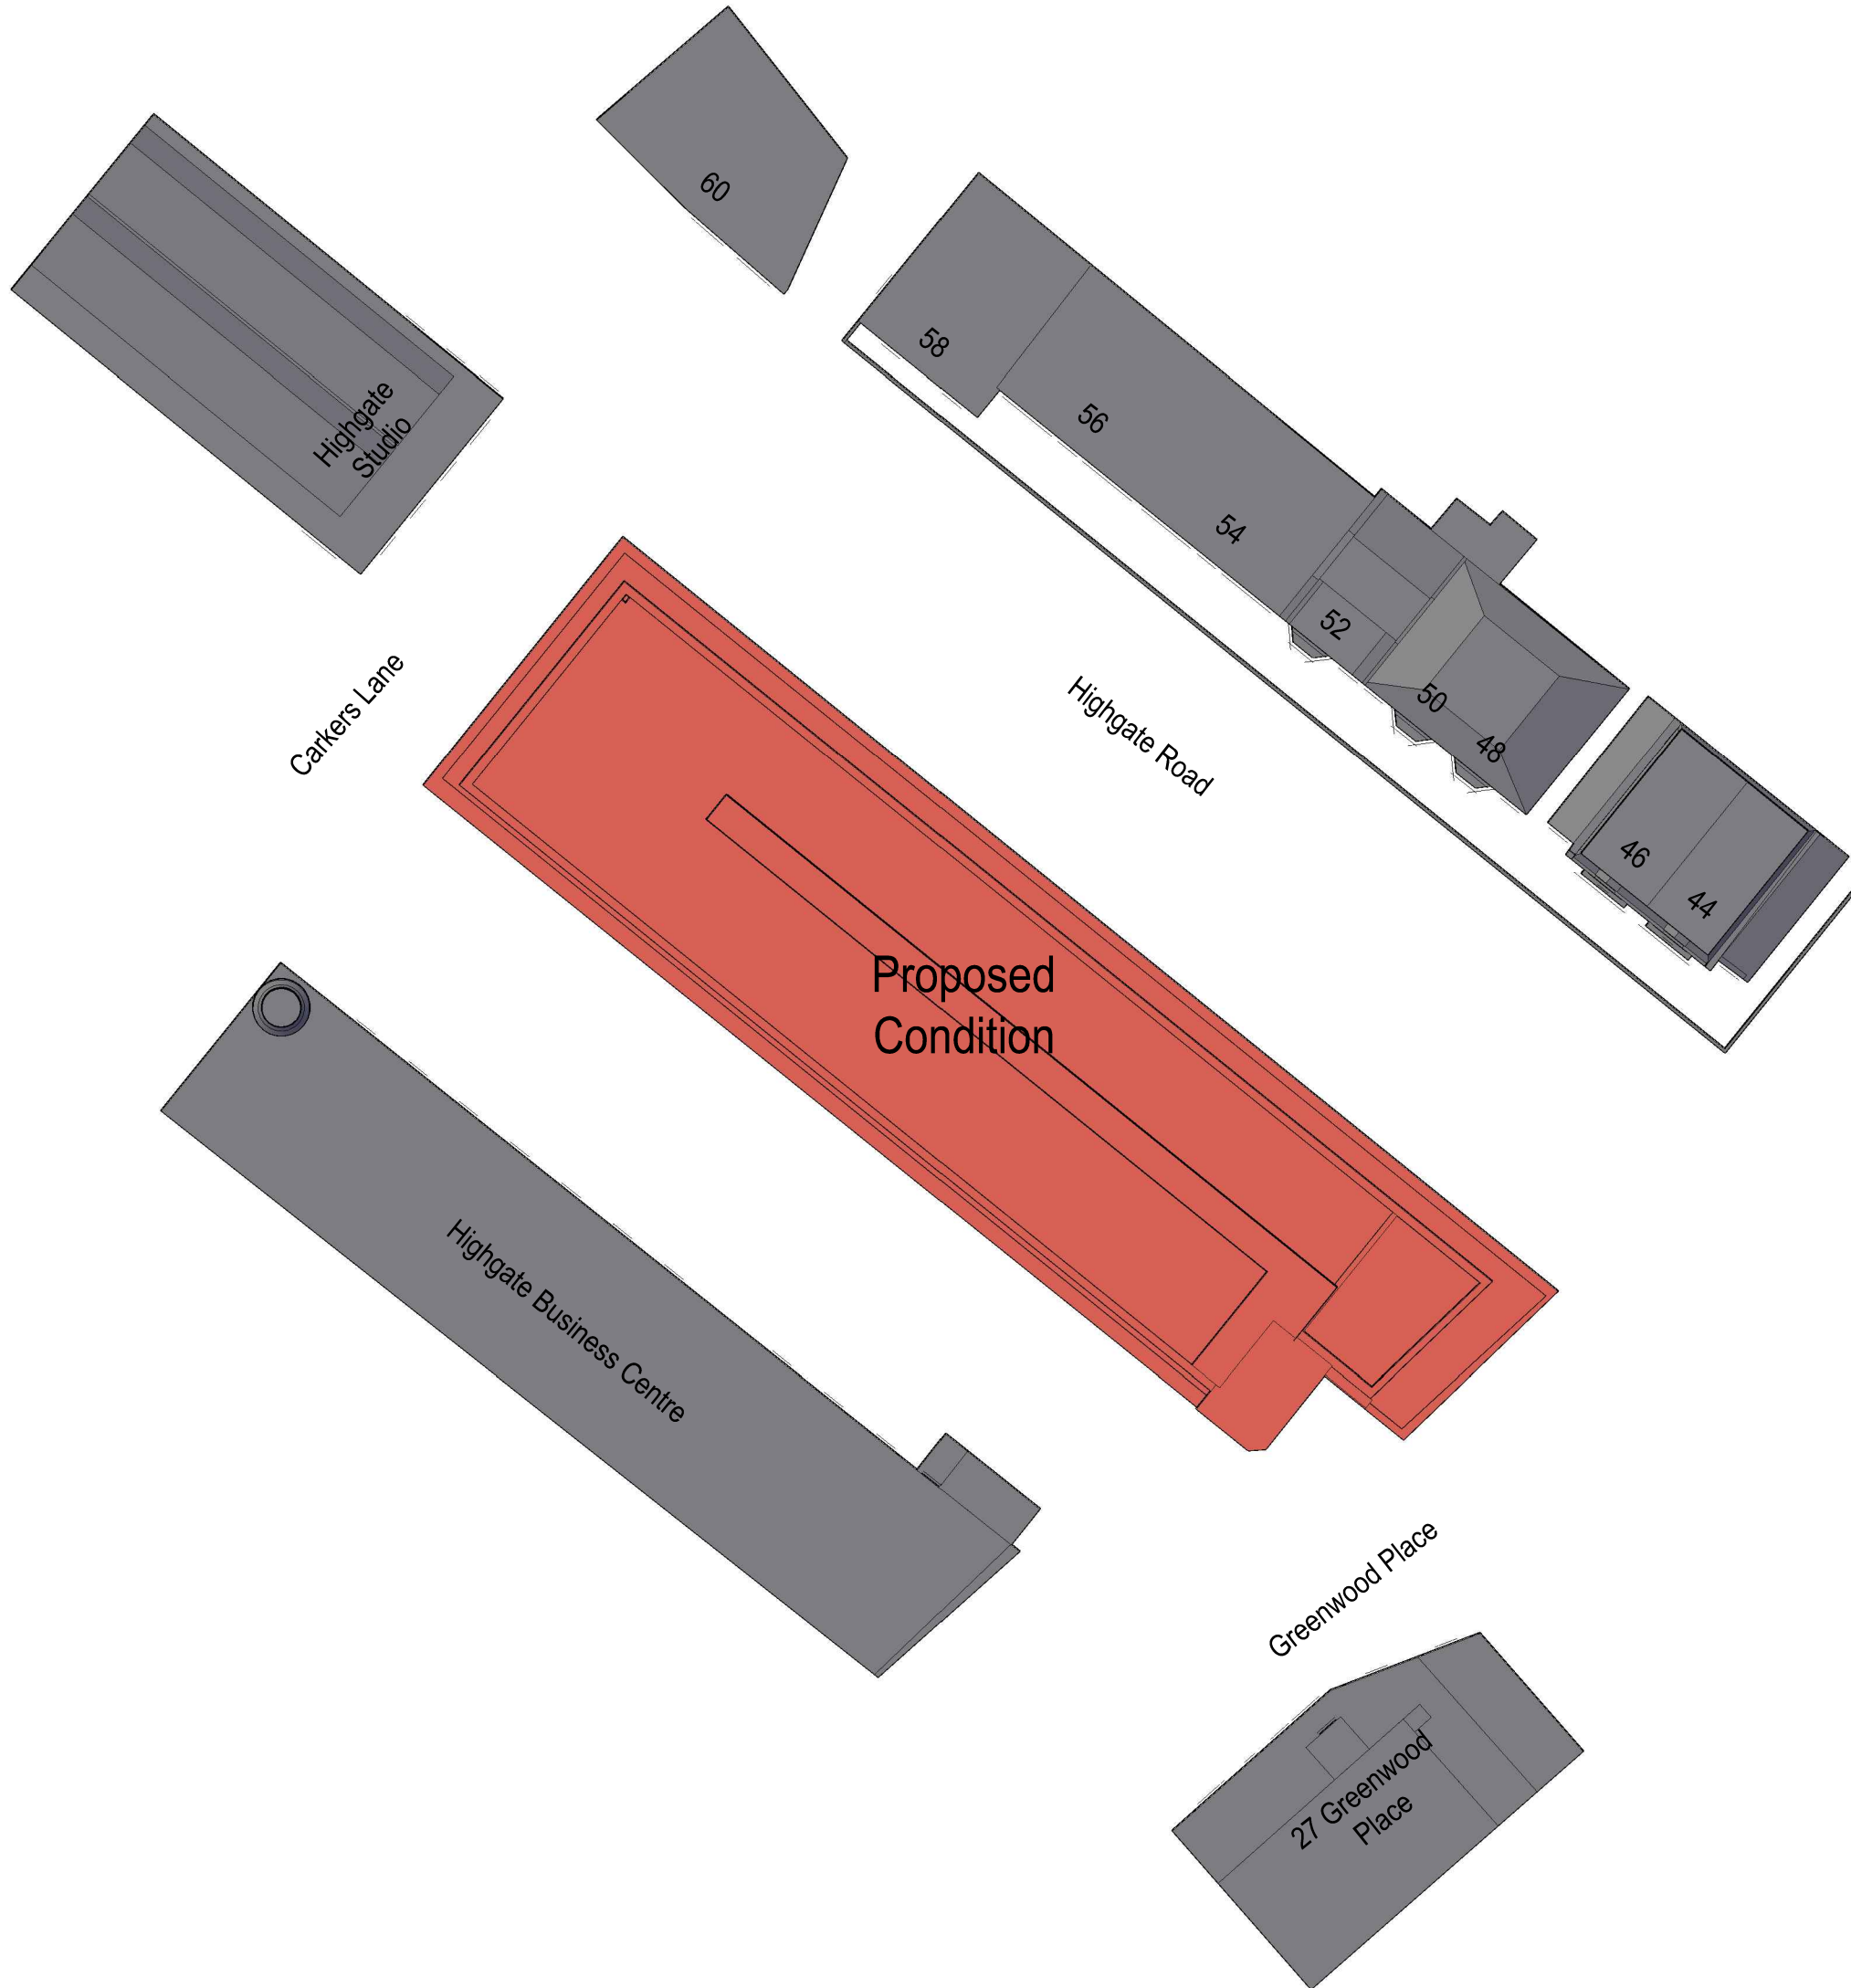 60
58
56
54
52
50
48
46
44
Highgate
Studio
Carkers Lane
Highgate Road
Proposed
Condition
Highgate Business Centre
Greenwood Place
27 Greenwood
Place